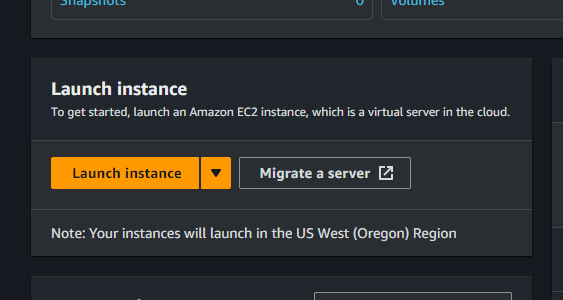 Snapshots 0 Volumes
Launch instance
To get started, launch an Amazon EC2 instance, which is a virtual server in the cloud.
Launch instance Migrate a server
Note: Your instances will launch in the US West (Oregon) Region